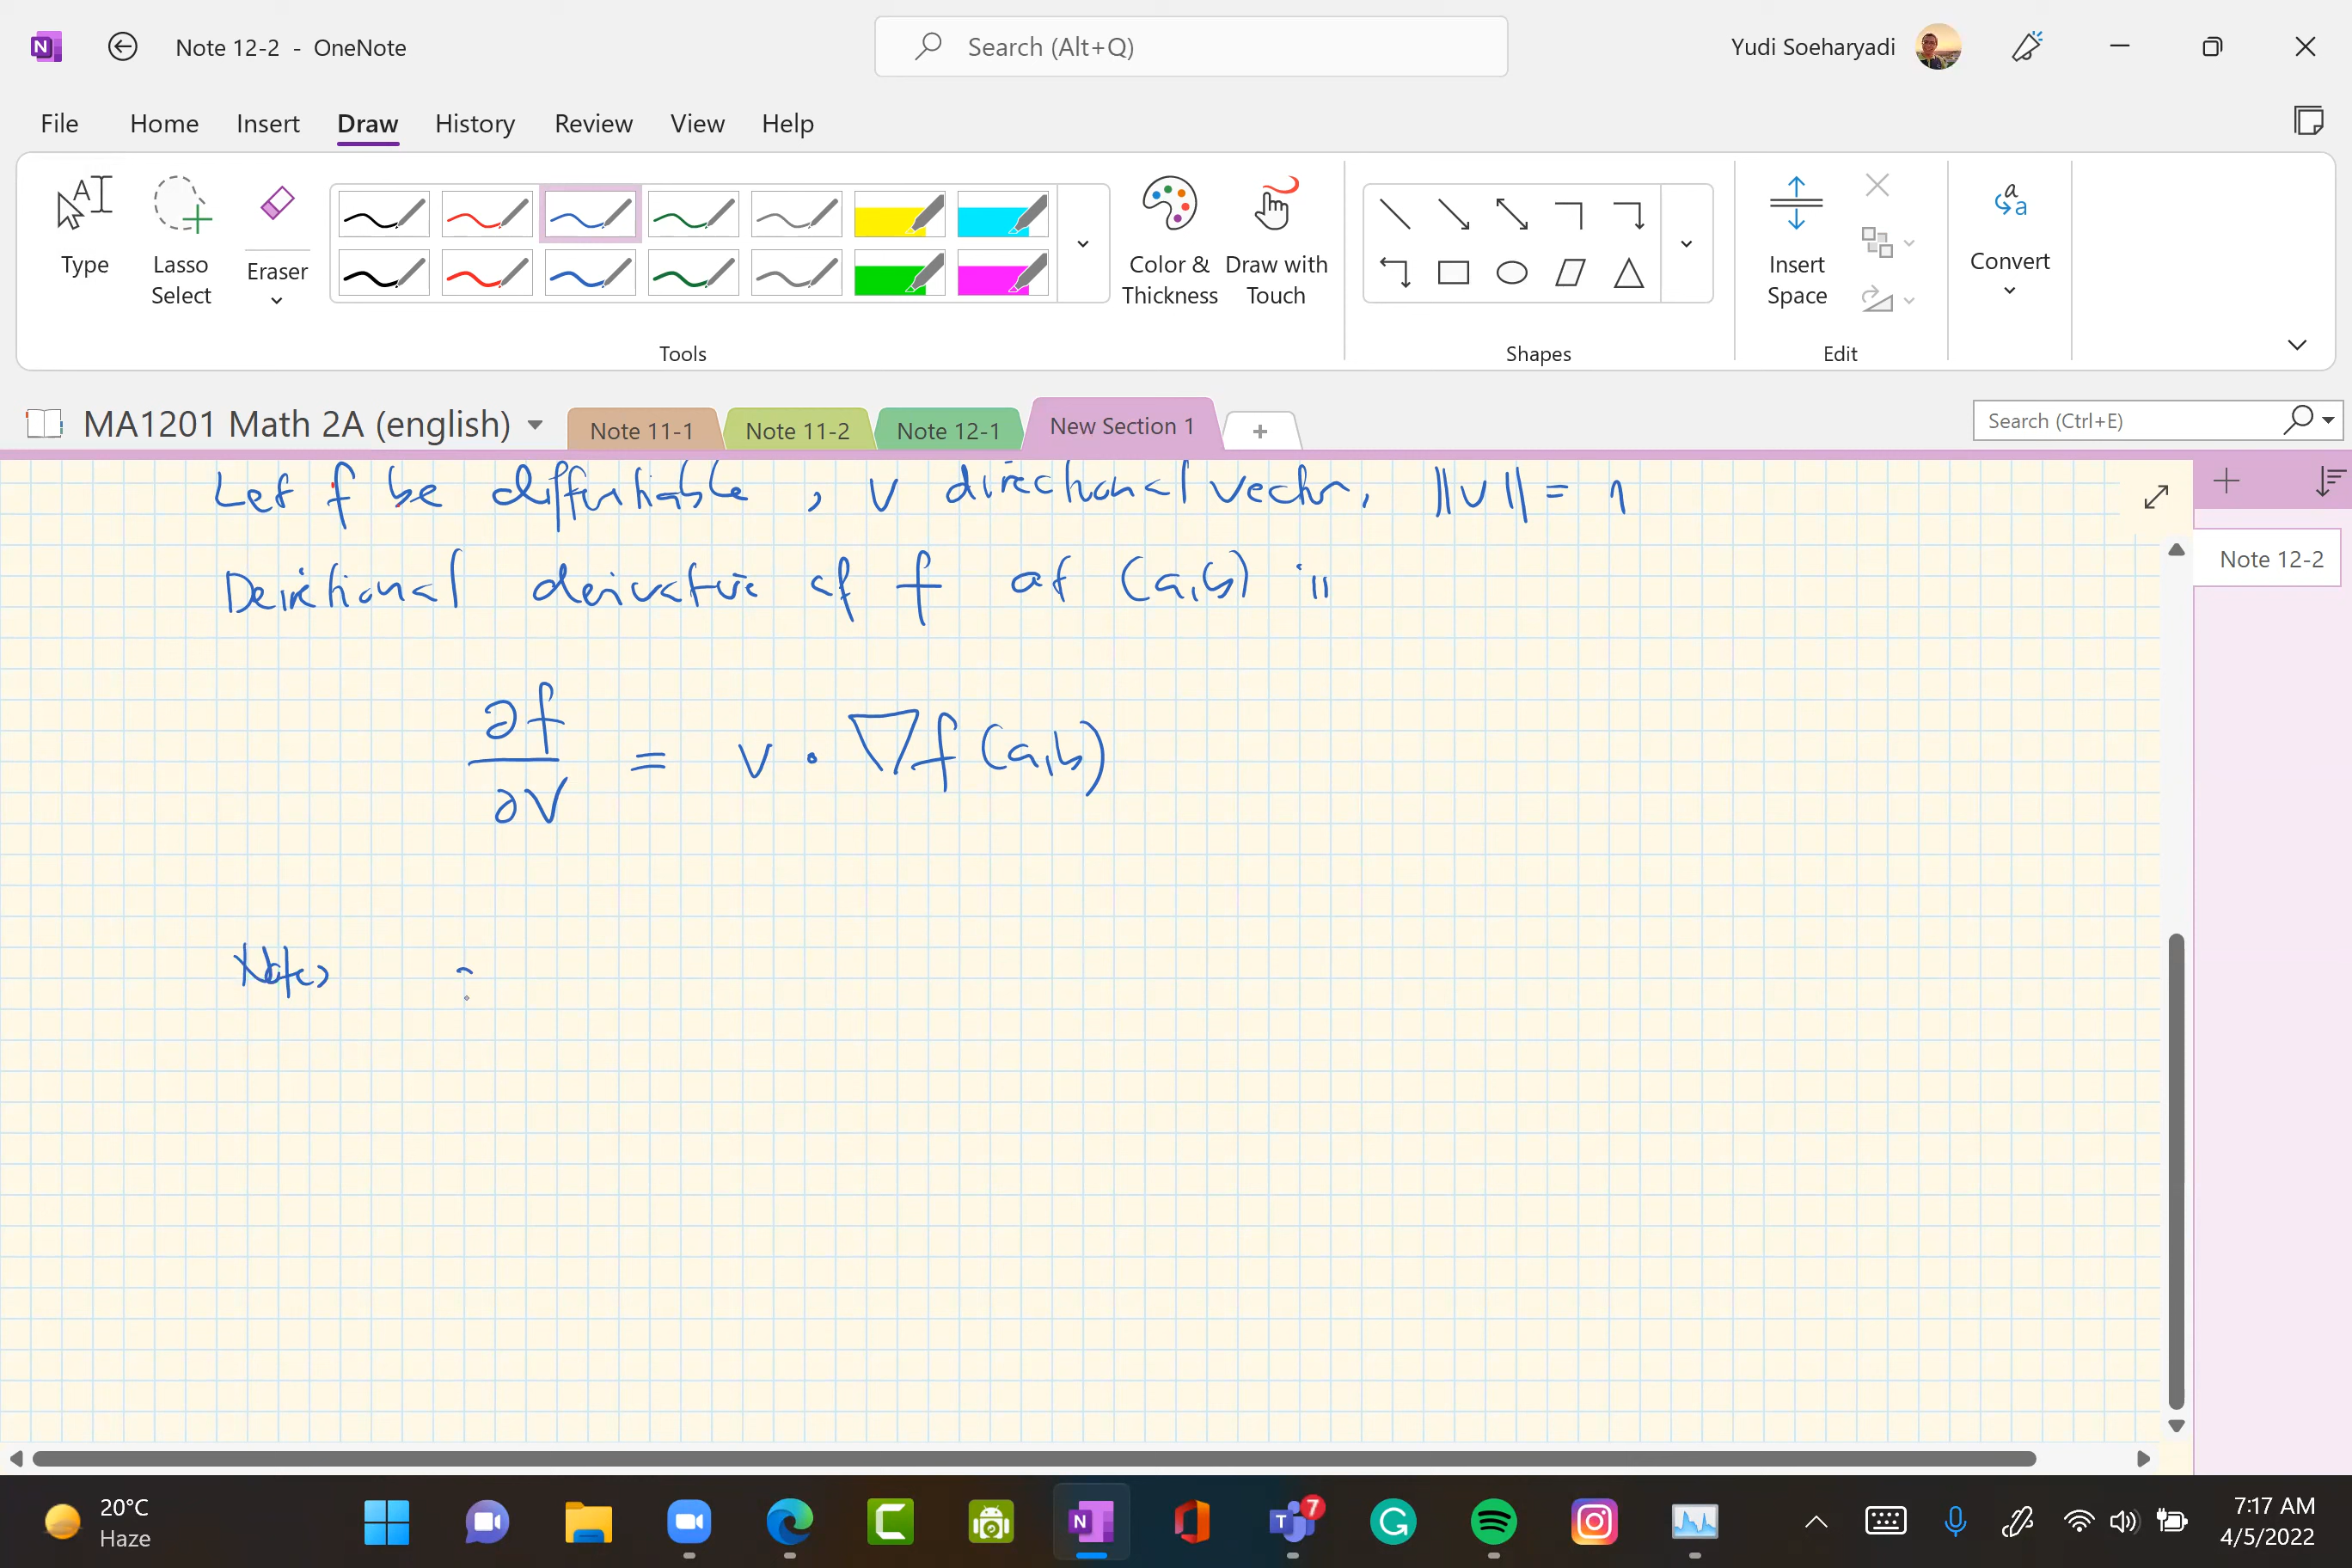 Note 12-2 - OneNote
Search (Alt+Q)
Yudi Soeharyadi
File Home Insert Draw History Review View Help
Type
Lasso Select
Eraser
Color & Thickness
Draw with Touch
Insert Space
Convert
Tools
Shapes
Edit
MA1201 Math 2A (english)
Note 11-1
Note 11-2
Note 12-1
New Section 1
Search (Ctrl+E)
Note 12-2
Let f be differentiable, v directional vector, ||v|| = 1
Directional derivative of f at (a,b) is
∂f/∂v = v · ∇f(a,b)
Notes :
20°C
Haze
7
7:17 AM
4/5/2022